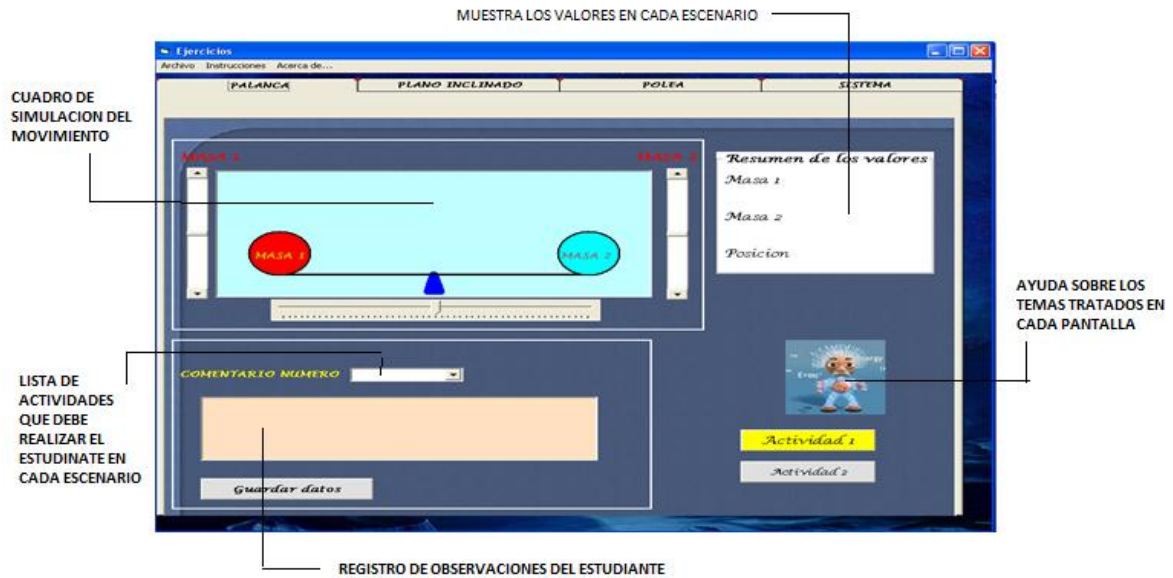 MUESTRA LOS VALORES EN CADA ESCENARIO
Ejercicios
Archivo Instrucciones Acerca de...
PALANCA PLANO INCLINADO POLEA SISTEMA
CUADRO DE
SIMULACION DEL
MOVIMIENTO
MASA 1 MASA 2
Resumen de los valores
Masa 1
Masa 2
Posicion
MASA 1 MASA 2
AYUDA SOBRE LOS
TEMAS TRATADOS EN
CADA PANTALLA
LISTA DE
ACTIVIDADES
QUE DEBE
REALIZAR EL
ESTUDINATE EN
CADA ESCENARIO
COMENTARIO NUMERO
Actividad 1
Actividad 2
Guardar datos
REGISTRO DE OBSERVACIONES DEL ESTUDIANTE